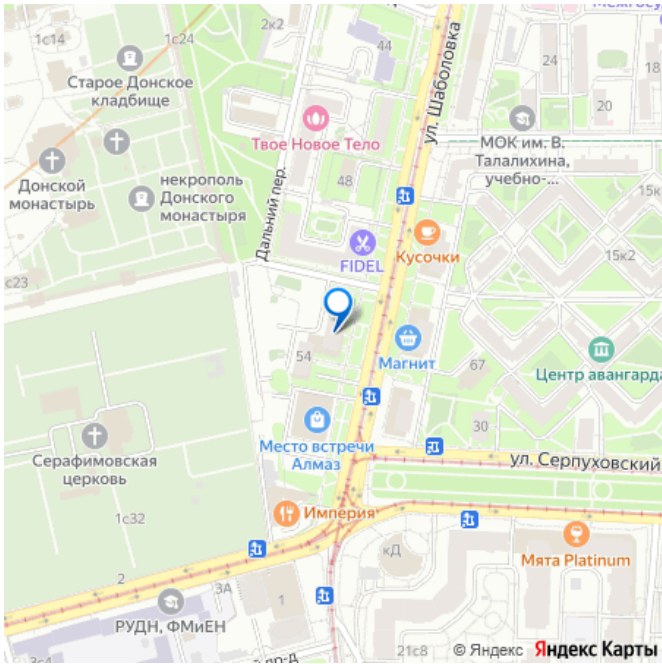 1с14
1с24
2к2
44
Межгосу
24
20
Старое Донское
кладбище
Твое Новое Тело
ул. Шаболовка
МОК им. В.
Талалихина,
учебно-...
Донской
монастырь
некрополь
Донского
монастыря
Дальний пер.
48
15к
15к2
FIDEL
Кусочки
с23
54
Магнит
67
Центр авангарда
30
Место встречи
Алмаз
ул. Серпуховский
Серафимовская
церковь
1с32
Империя
кД
Мята Platinum
2
3А
1
РУДН, ФМиЕН
3с4
пр-д
21с8
© Яндекс Яндекс Карты